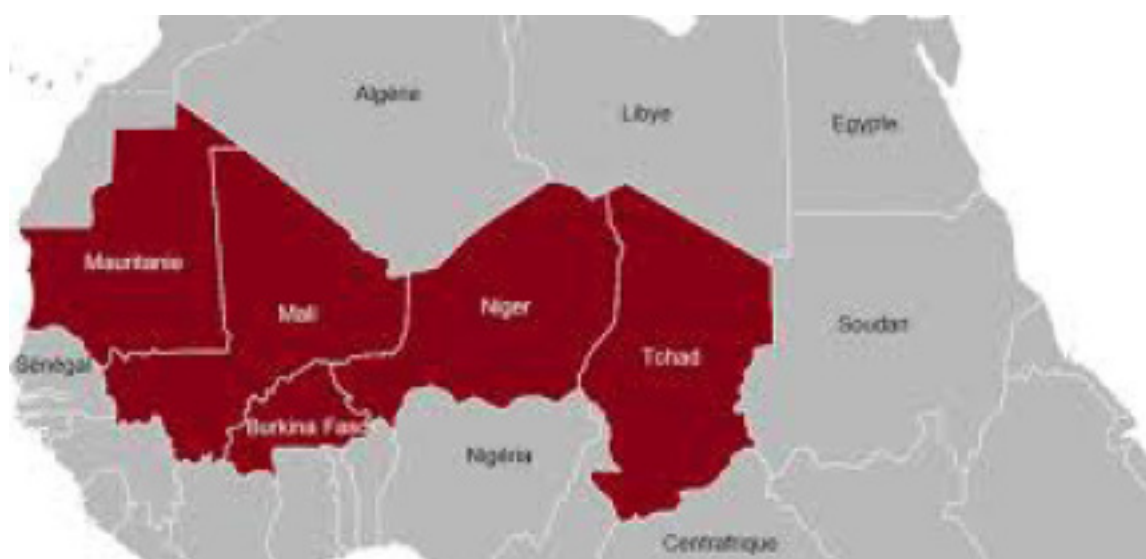 Algérie
Libye
Egypte
Mauritanie
Mali
Niger
Tchad
Soudan
Sénégal
Burkina Faso
Nigéria
Centrafrique